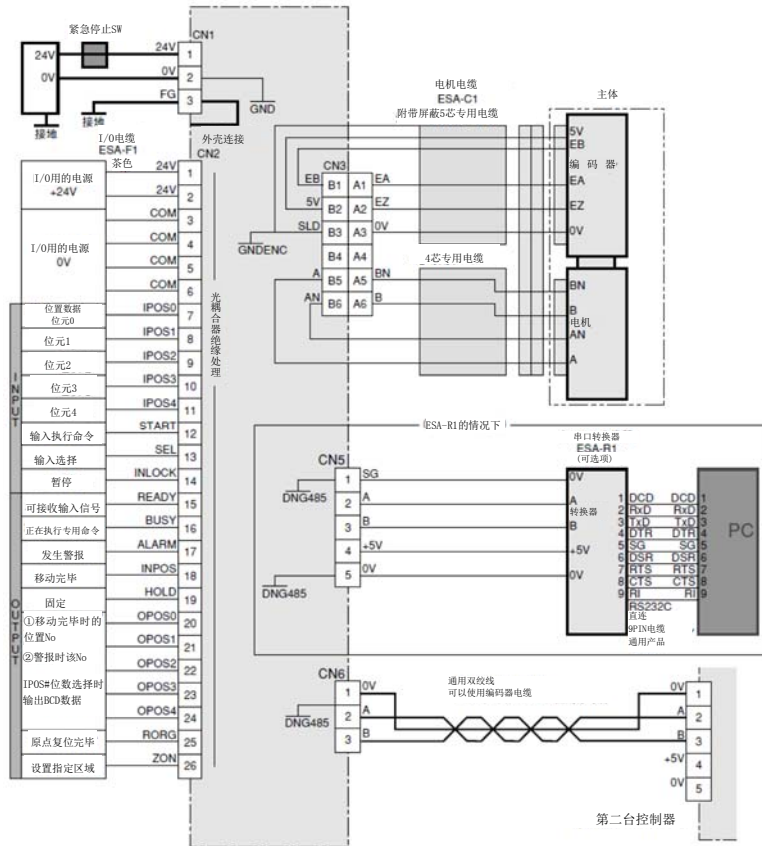 紧急停止SW
CN1
24V
24V
1
0V
0V
2
FG
3
GND
接地
接地
I/O电缆
ESA-F1
茶色
外壳连接
CN2
I/O用的电源
+24V
24V
1
24V
2
I/O用的电源
0V
COM
3
COM
4
COM
5
COM
6
INPUT
位置数据
位元0
IPOS0
7
位元1
IPOS1
8
位元2
IPOS2
9
位元3
IPOS3
10
位元4
IPOS4
11
输入执行命令
START
12
输入选择
SEL
13
暂停
INLOCK
14
OUTPUT
可接收输入信号
READY
15
正在执行专用命令
BUSY
16
发生警报
ALARM
17
移动完毕
INPOS
18
固定
HOLD
19
①移动完毕时的
位置No
②警报时该No
IPOS#位数选择时
输出BCD数据
OPOS0
20
OPOS1
21
OPOS2
22
OPOS3
23
OPOS4
24
原点复位完毕
RORG
25
设置指定区域
ZON
26
光耦合器绝缘处理
电机电缆
ESA-C1
附带屏蔽5芯专用电缆
主体
CN3
EB B1 A1 EA
5V B2 A2 EZ
SLD B3 A3 0V
B4 A4
A B5 A5 BN
AN B6 A6 B
GNDENC
4芯专用电缆
5V
EB
编码器
EA
EZ
0V
BN
B
电机
AN
A
(ESA-R1的情况下)
串口转换器
ESA-R1
(可选项)
CN5
1 SG
2 A
3 B
4 +5V
5 0V
DNG485
DNG485
0V
A
转换器
B
+5V
0V
1 DCD DCD 1
2 RxD RxD 2
3 TxD TxD 3
4 DTR DTR 4
5 SG SG 5
6 DSR DSR 6
7 RTS RTS 7
8 CTS CTS 8
9 RI RI 9
RS232C
直连
9PIN电缆
通用产品
PC
CN6
1 0V
2 A
3 B
DNG485
通用双绞线
可以使用编码器电缆
0V 1
A 2
B 3
+5V 4
0V 5
第二台控制器